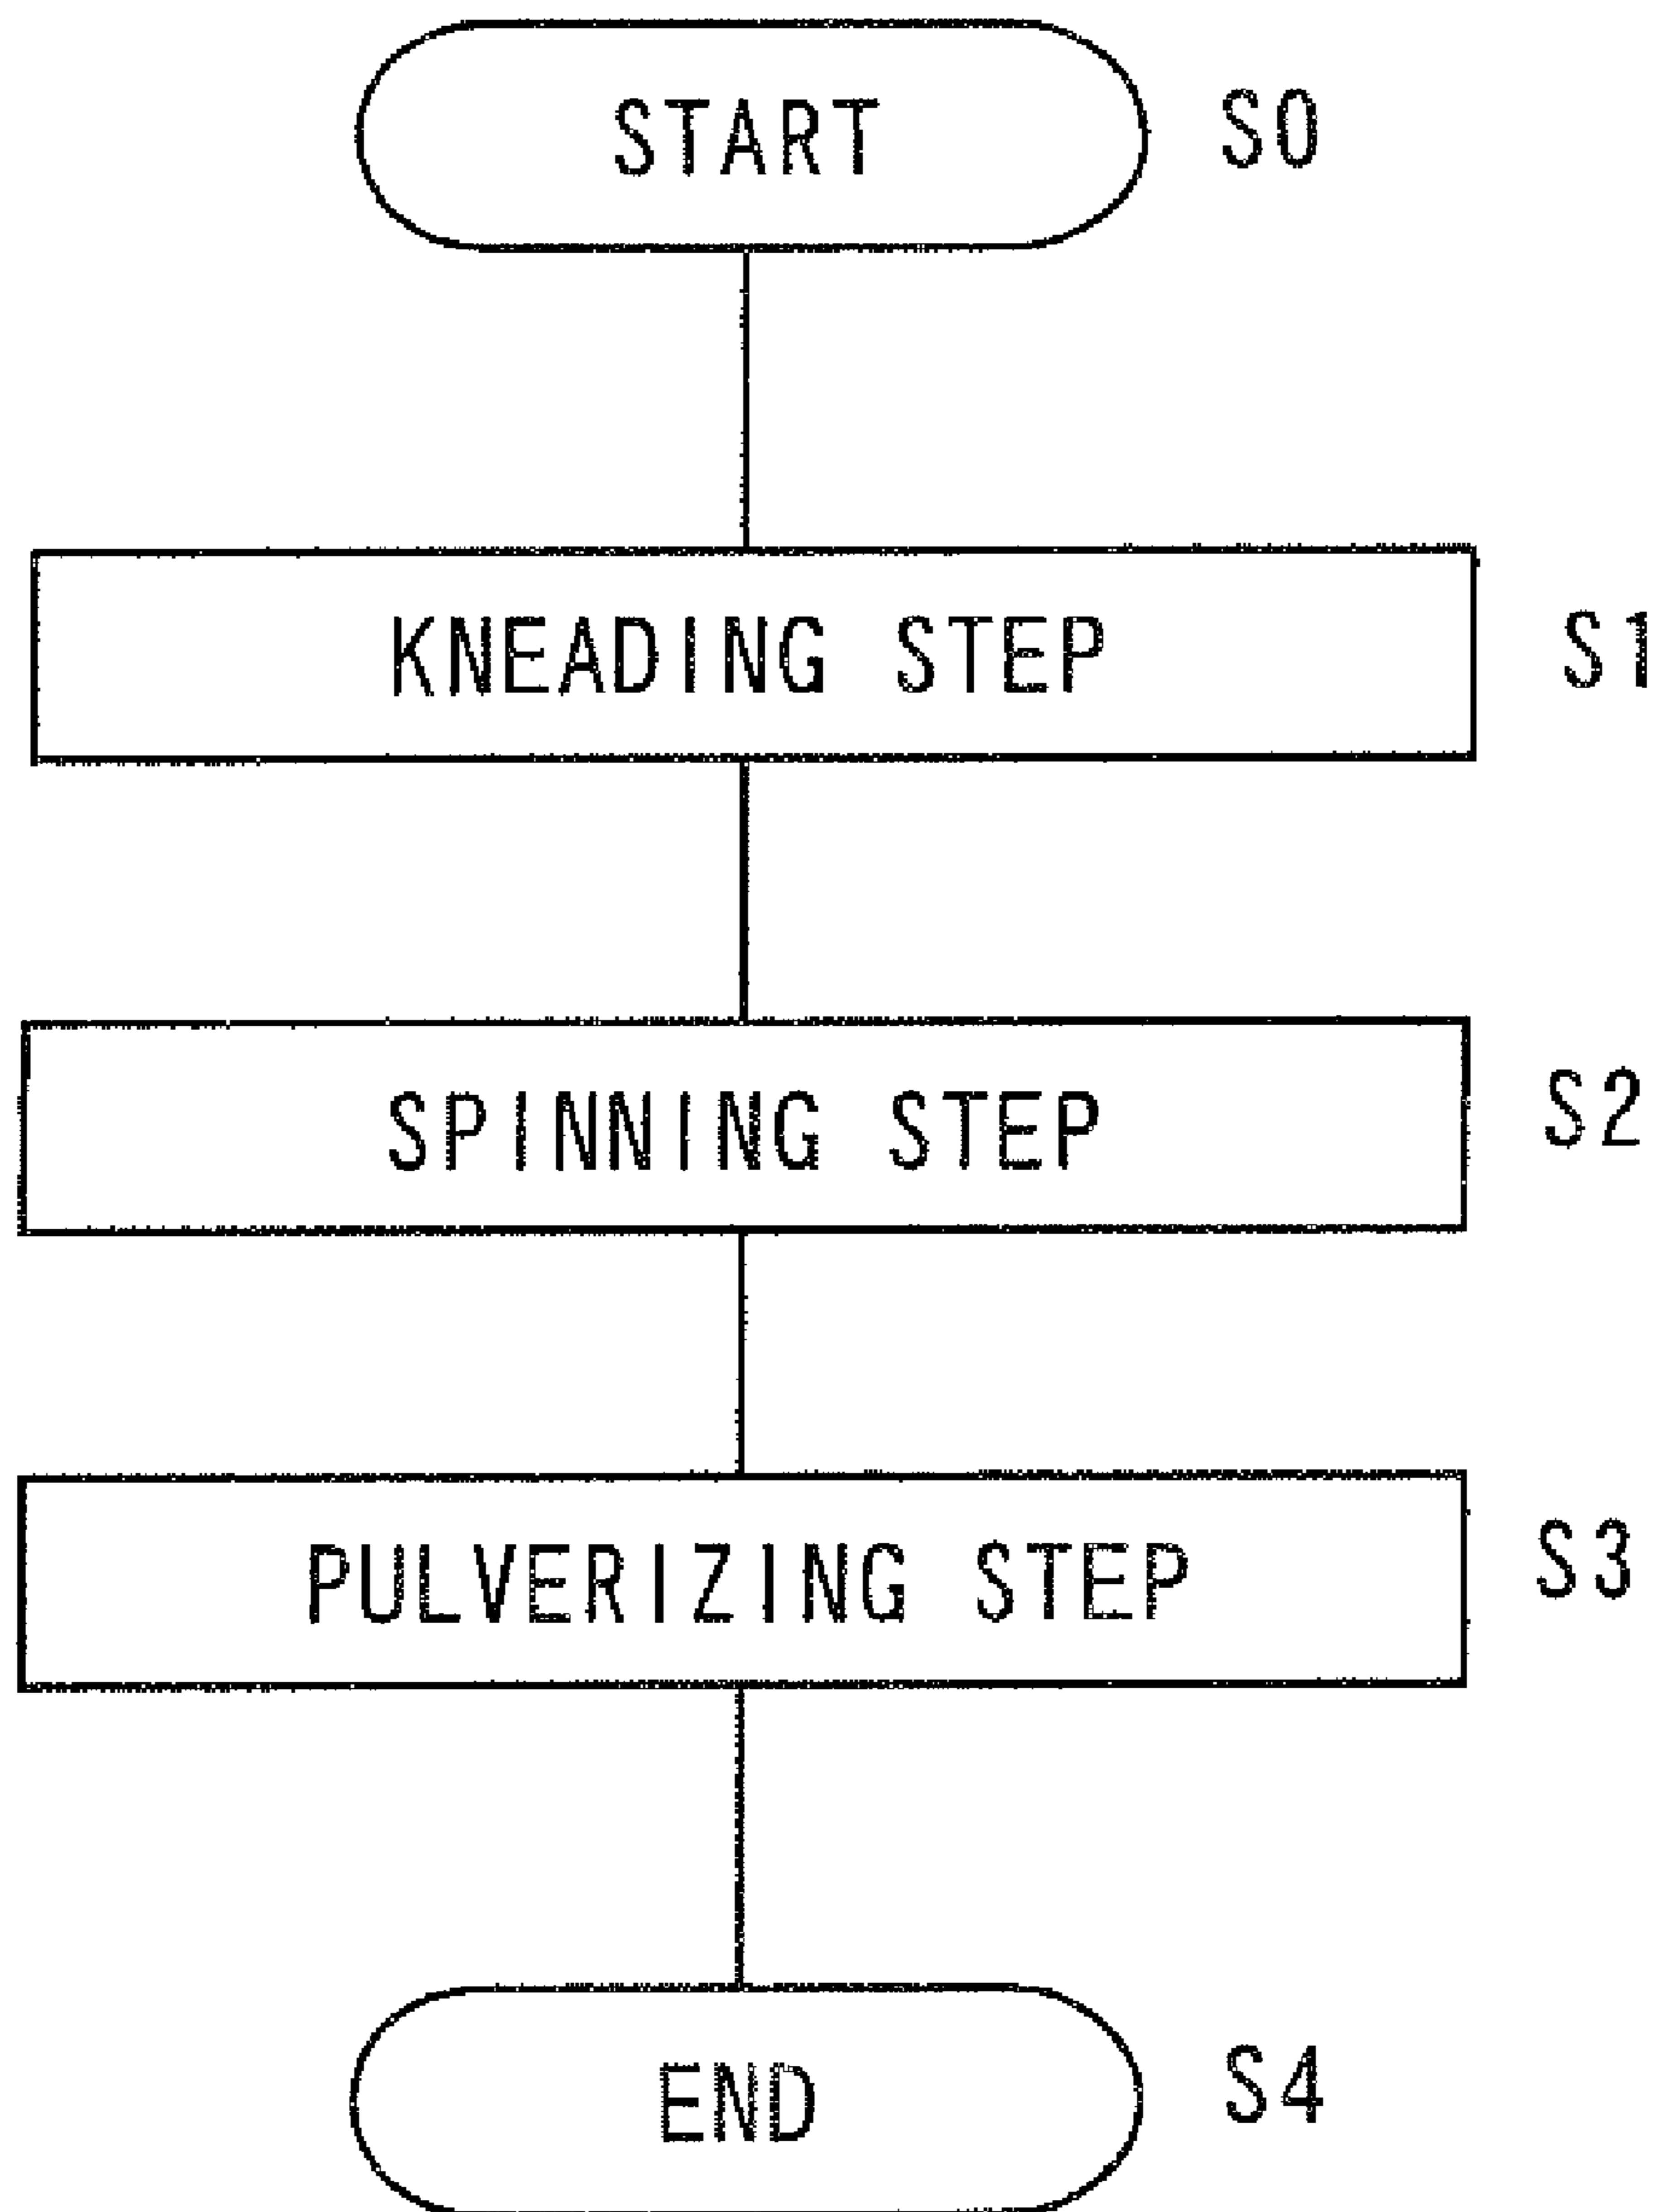 START S0
KNEADING STEP S1
SPINNING STEP S2
PULVERIZING STEP S3
END S4